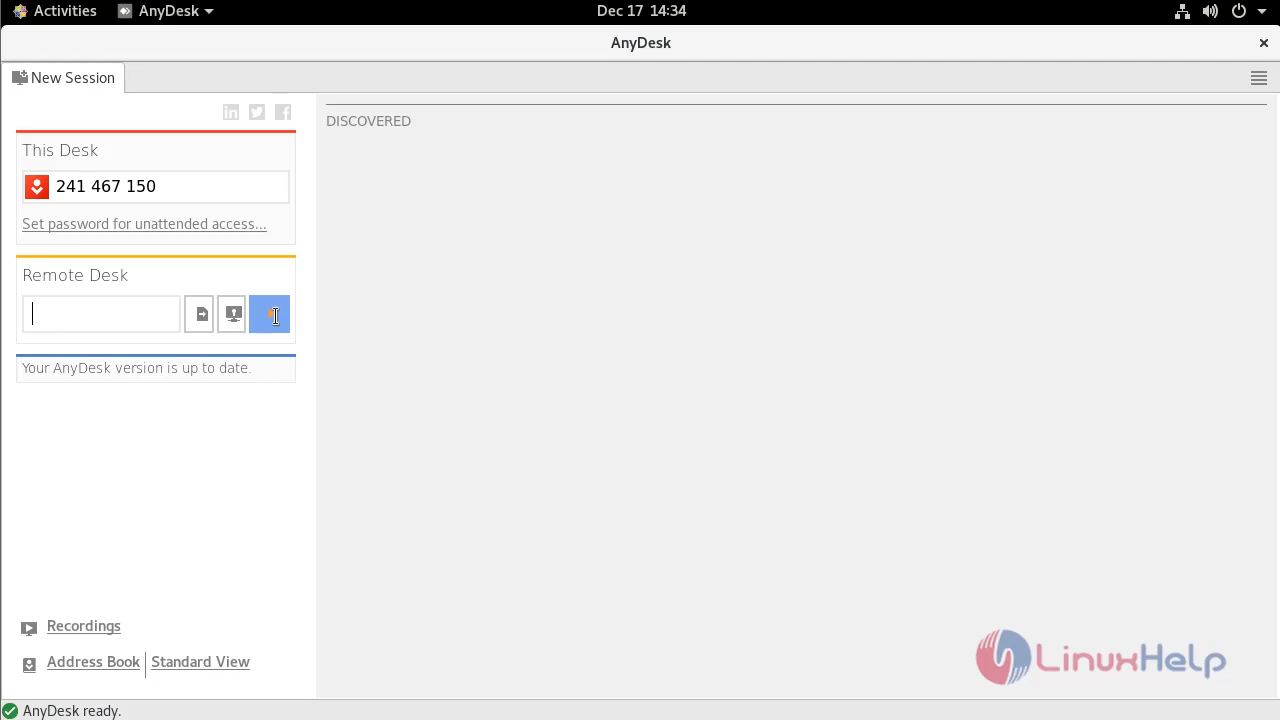 Activities AnyDesk Dec 17 14:34
AnyDesk
New Session
This Desk
241 467 150
Set password for unattended access...
Remote Desk
Your AnyDesk version is up to date.
Recordings
Address Book Standard View
AnyDesk ready.
DISCOVERED
LinuxHelp